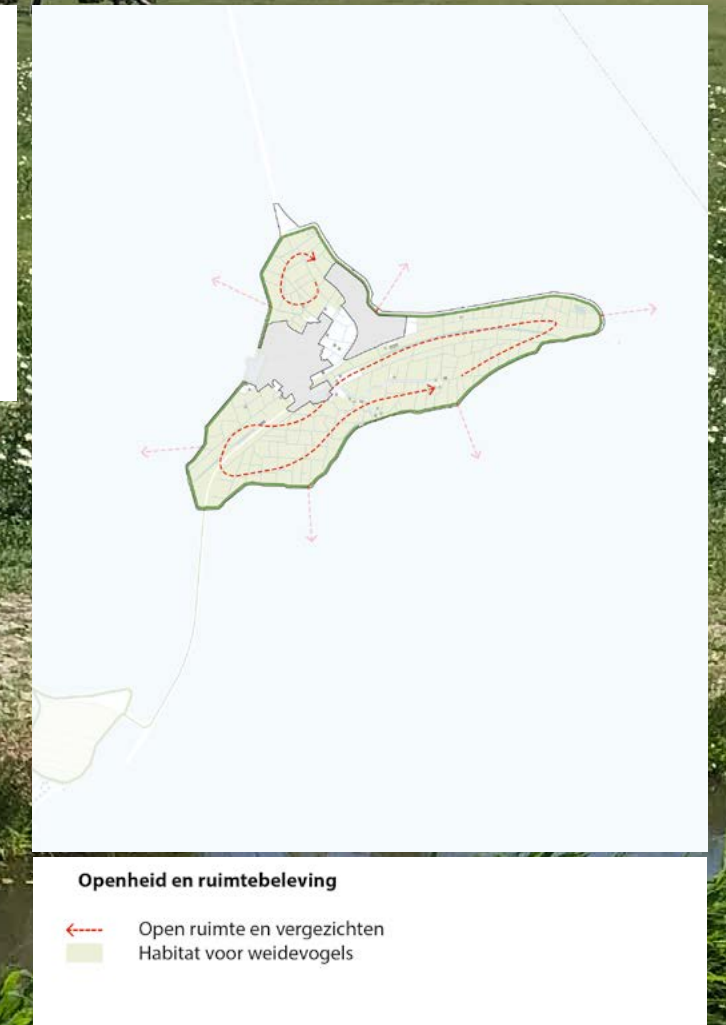 Openheid en ruimtebeleving
Open ruimte en vergezichten
Habitat voor weidevogels